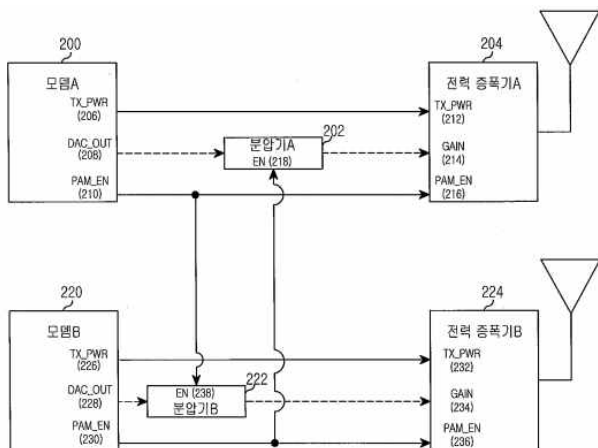 200
모뎀A
TX_PWR
(206)
DAC_OUT
(208)
PAM_EN
(210)
202
분압기A
EN (218)
204
전력 증폭기A
TX_PWR
(212)
GAIN
(214)
PAM_EN
(216)
220
모뎀B
TX_PWR
(226)
DAC_OUT
(228)
PAM_EN
(230)
222
EN (238)
분압기B
224
전력 증폭기B
TX_PWR
(232)
GAIN
(234)
PAM_EN
(236)